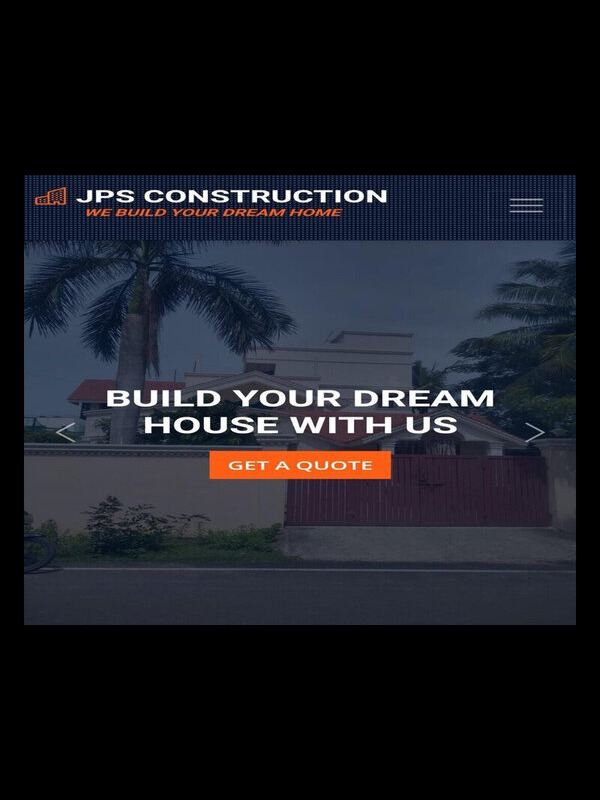 JPS CONSTRUCTION
WE BUILD YOUR DREAM HOME
BUILD YOUR DREAM
HOUSE WITH US
GET A QUOTE